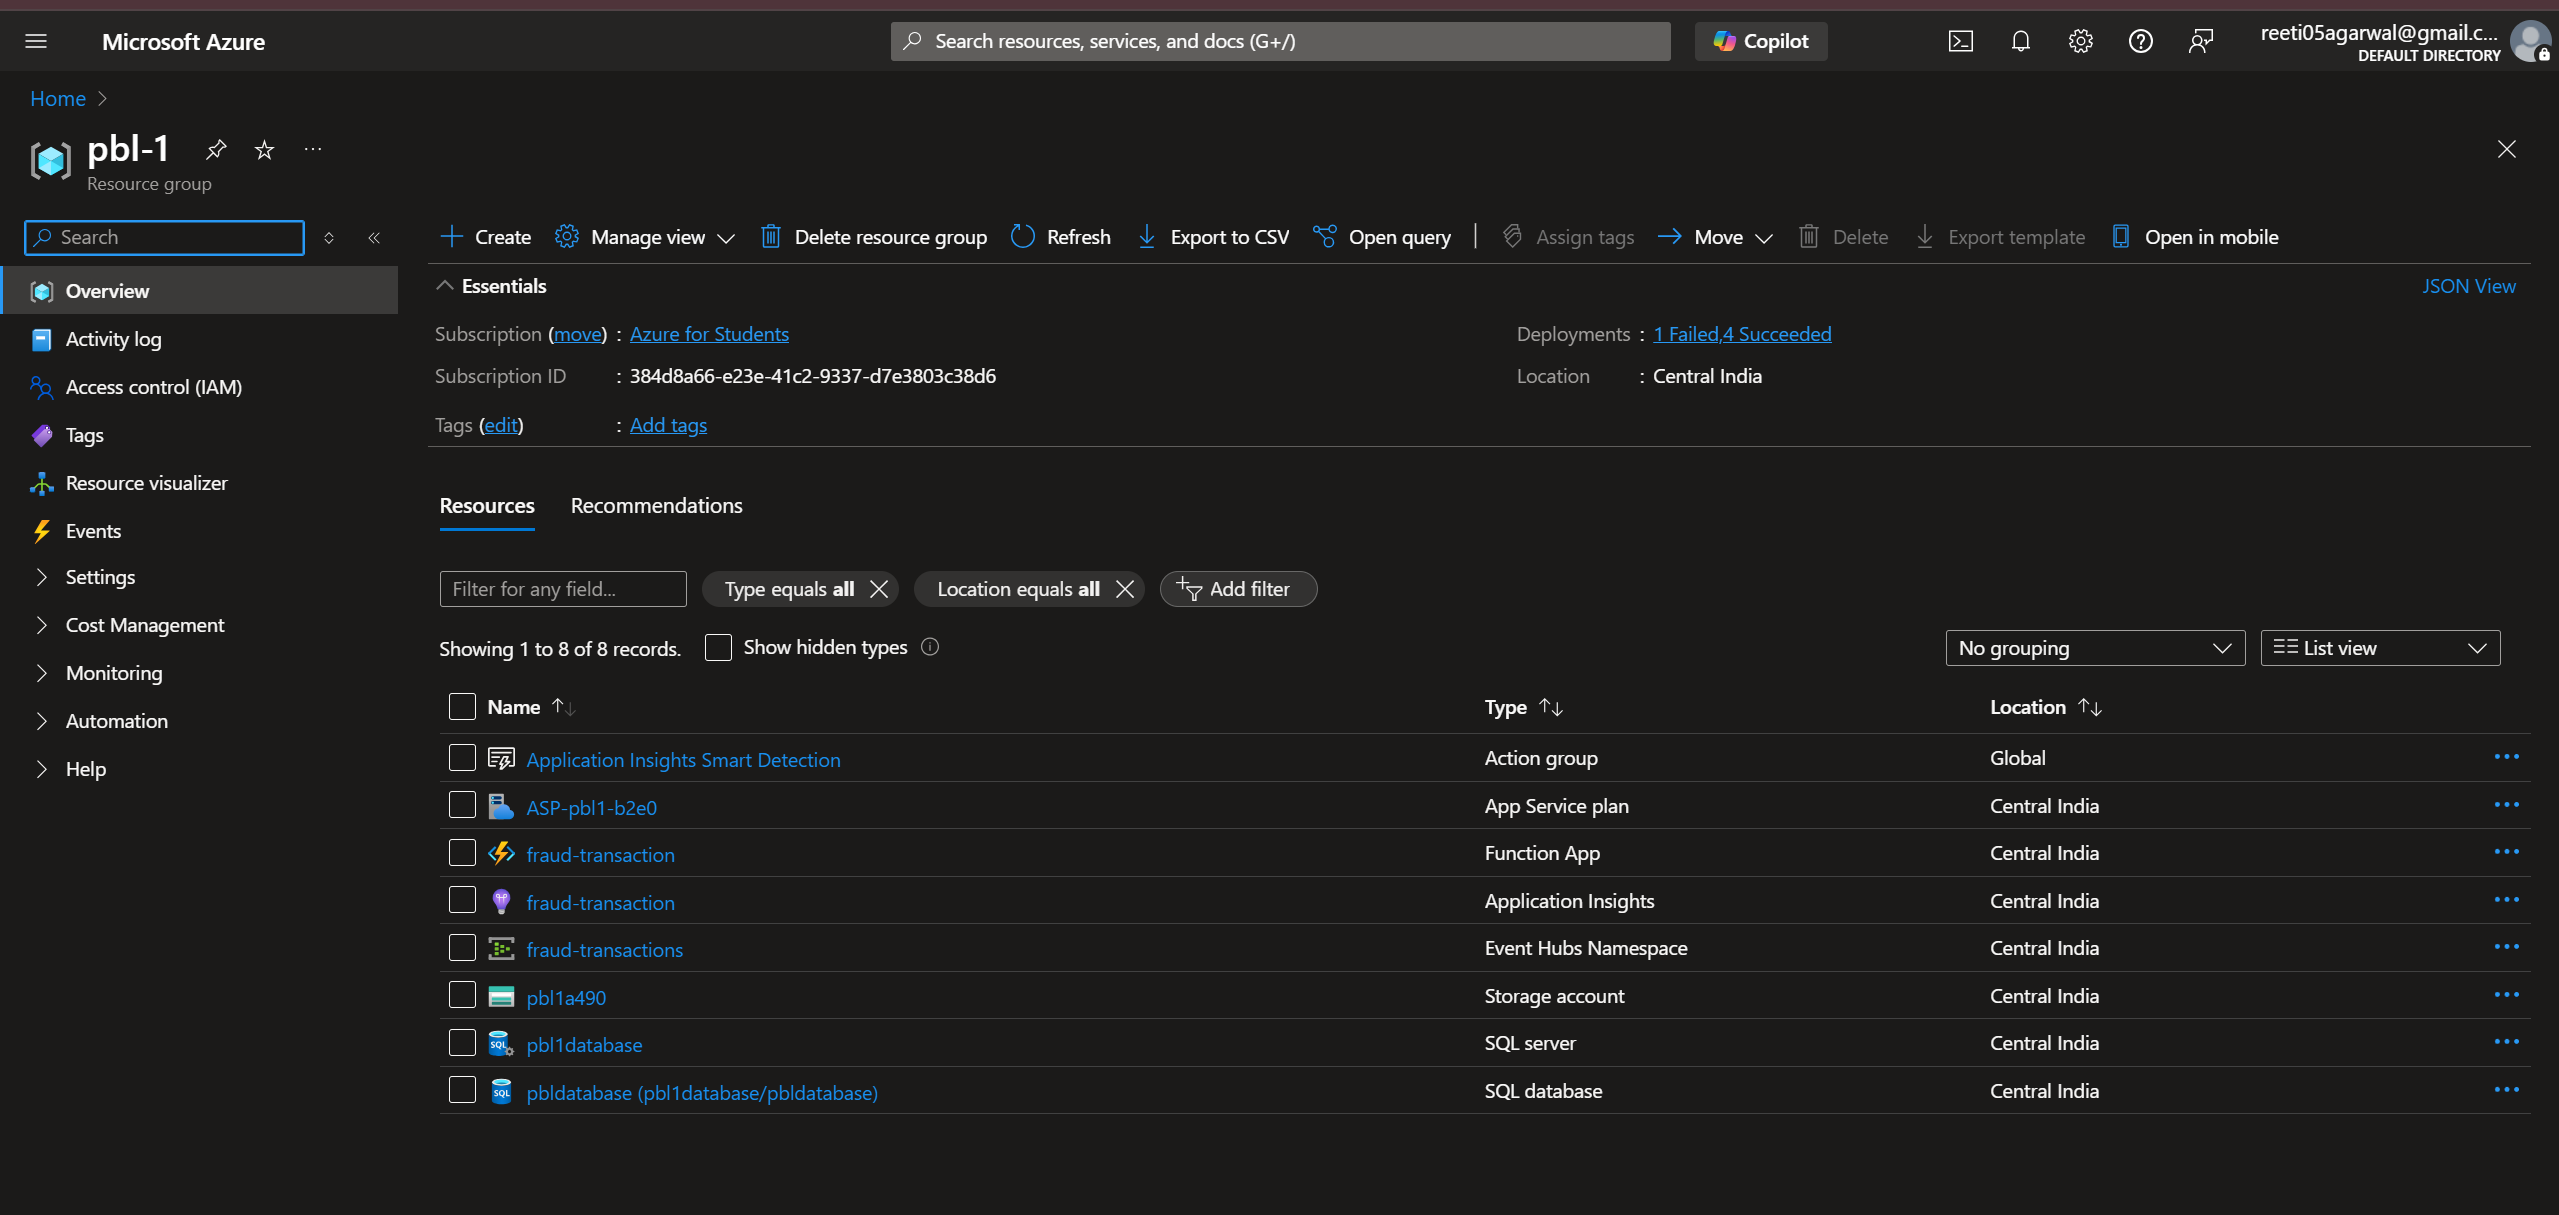 Microsoft Azure
Search resources, services, and docs (G+/)
Copilot
reeti05agarwal@gmail.c...
DEFAULT DIRECTORY
Home
pbl-1
Resource group
Search
Overview
Activity log
Access control (IAM)
Tags
Resource visualizer
Events
Settings
Cost Management
Monitoring
Automation
Help
Create Manage view Delete resource group Refresh Export to CSV Open query Assign tags Move Delete Export template Open in mobile
Essentials
JSON View
Subscription (move) : Azure for Students
Subscription ID : 384d8a66-e23e-41c2-9337-d7e3803c38d6
Tags (edit) : Add tags
Deployments : 1 Failed,4 Succeeded
Location : Central India
Resources Recommendations
Filter for any field... Type equals all Location equals all Add filter
Showing 1 to 8 of 8 records. Show hidden types No grouping List view
Name Type Location
Application Insights Smart Detection Action group Global
ASP-pbl1-b2e0 App Service plan Central India
fraud-transaction Function App Central India
fraud-transaction Application Insights Central India
fraud-transactions Event Hubs Namespace Central India
pbl1a490 Storage account Central India
pbl1database SQL server Central India
pbldatabase (pbl1database/pbldatabase) SQL database Central India